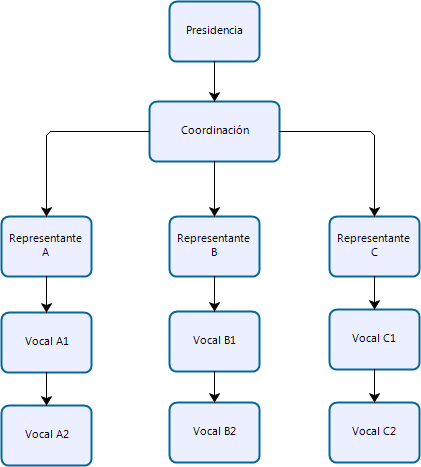 Presidencia
Coordinación
Representante
A
Representante
B
Representante
C
Vocal A1
Vocal B1
Vocal C1
Vocal A2
Vocal B2
Vocal C2